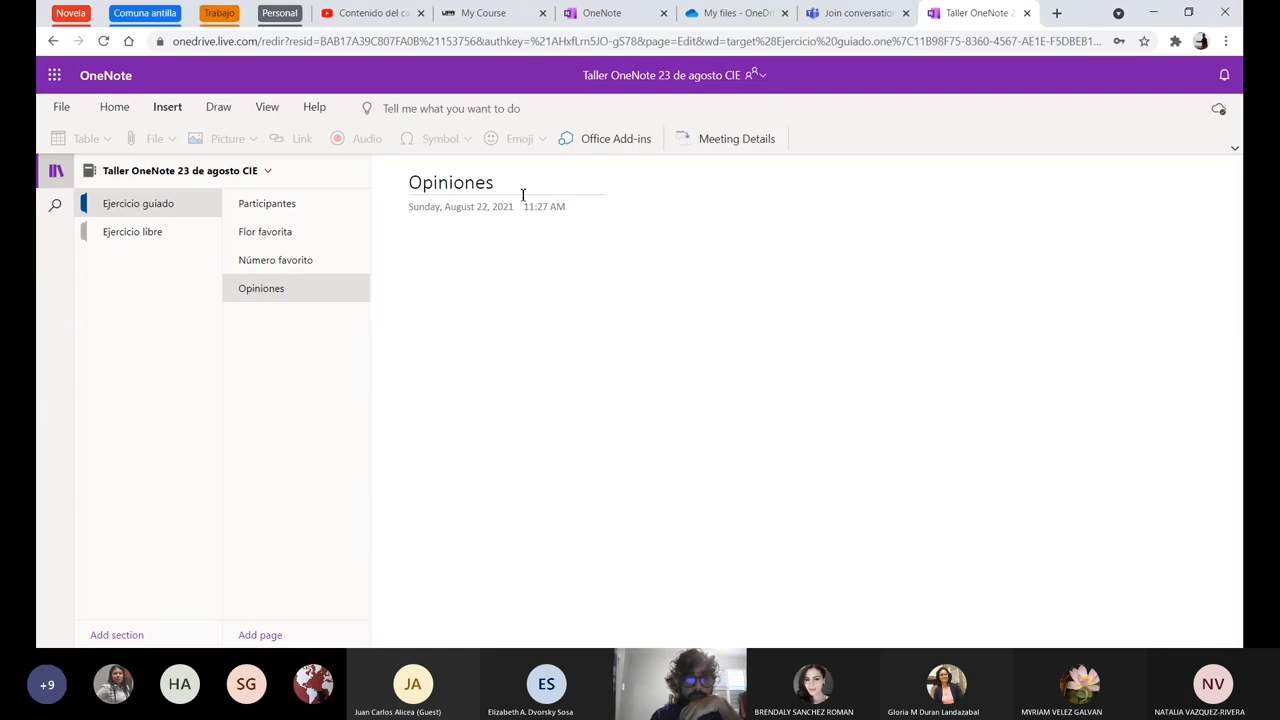 Novela
Comuna antilla
Trabajo
Personal
Contenido del ca
My Course
OneNote
My files - OneD
Joinversation
Taller OneNote 2
onedrive.live.com/redir?resid=BAB17A39C807FA0B%21153756&authkey=%21AHxfLrn5JO-gS78&page=Edit&wd=target%28Ejercicio%20guiado.one%7C11B98F75-8360-4567-AE1E-F5DBEB1...
OneNote
Taller OneNote 23 de agosto CIE
File
Home
Insert
Draw
View
Help
Tell me what you want to do
Table
File
Picture
Link
Audio
Symbol
Emoji
Office Add-ins
Meeting Details
Taller OneNote 23 de agosto CIE
Ejercicio guiado
Ejercicio libre
Participantes
Flor favorita
Número favorito
Opiniones
Opiniones
Sunday, August 22, 2021 11:27 AM
Add section
Add page
+9
HA
SG
JA
Juan Carlos Alicea (Guest)
ES
Elizabeth A. Dvorsky Sosa
BRENDALY SANCHEZ ROMAN
Gloria M Duran Landazabal
MYRIAM VELEZ GALVAN
NV
NATALIA VAZQUEZ-RIVERA